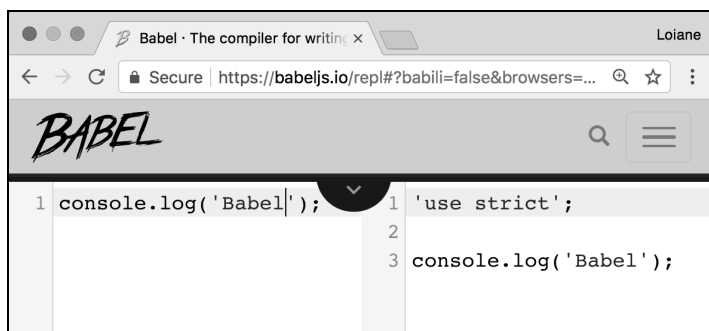 Babel · The compiler for writing
Loiane
Secure https://babeljs.io/repl#?babili=false&browsers=...
BABEL
1 console.log('Babel');
1 'use strict';
2
3 console.log('Babel');